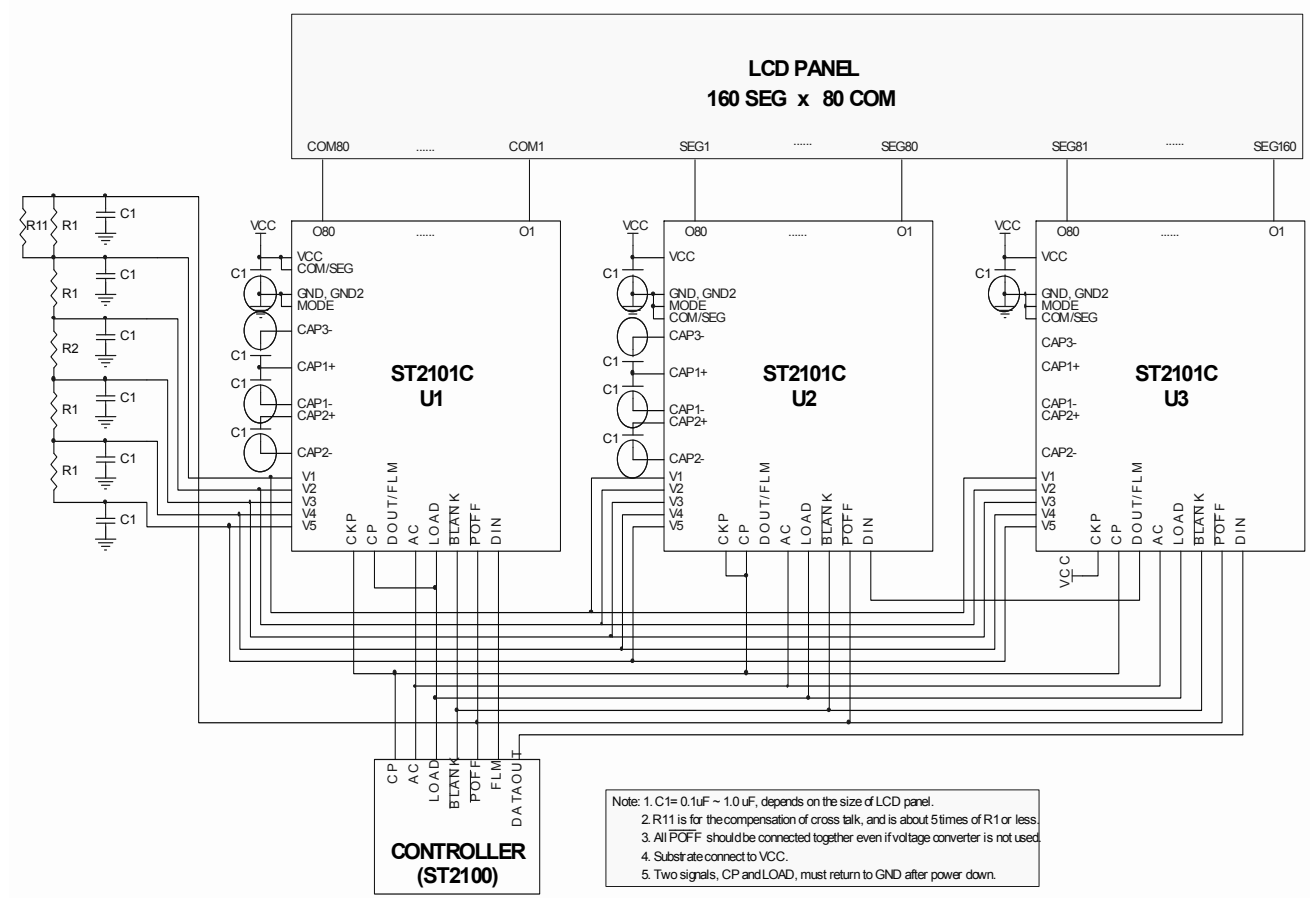 LCD PANEL
160 SEG x 80 COM
COM80 ...... COM1 SEG1 ...... SEG80 SEG81 ...... SEG160
R11 R1 C1
C1
R1
C1
R2
C1
R1
C1
R1
C1
VCC
O80 ...... O1
VCC
COM/SEG
C1
GND, GND2
MODE
CAP3-
C1
CAP1+
C1
CAP1-
CAP2+
C1
CAP2-
ST2101C
U1
V1
V2
V3
V4
V5
CKP
CP
DOUT/FLM
AC
LOAD
BLANK
POFF
DIN
VCC
O80 ...... O1
VCC
C1
GND, GND2
MODE
COM/SEG
CAP3-
C1
CAP1+
C1
CAP1-
CAP2+
C1
CAP2-
ST2101C
U2
V1
V2
V3
V4
V5
CKP
CP
DOUT/FLM
AC
LOAD
BLANK
POFF
DIN
VCC
O80 ...... O1
VCC
C1
GND, GND2
MODE
COM/SEG
CAP3-
CAP1+
CAP1-
CAP2+
CAP2-
ST2101C
U3
V1
V2
V3
V4
V5
CKP
CP
DOUT/FLM
AC
LOAD
BLANK
POFF
DIN
VCC
CP
AC
LOAD
BLANK
POFF
FLM
DATAOUT
CONTROLLER
(ST2100)
Note: 1. C1= 0.1uF ~ 1.0 uF, depends on the size of LCD panel.
2. R11 is for the compensation of cross talk, and is about 5 times of R1 or less.
3. All POFF should be connected together even if voltage converter is not used.
4. Substrate connect to VCC.
5. Two signals, CP and LOAD, must return to GND after power down.